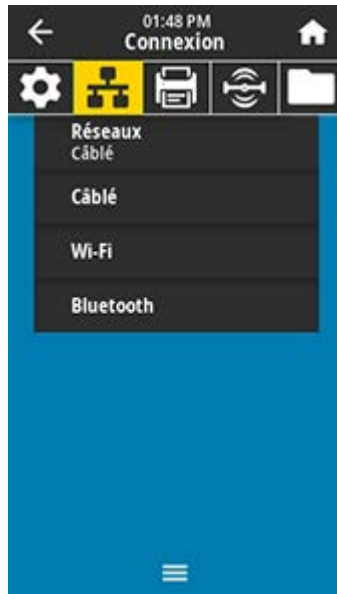 01:48 PM
Connexion
Réseaux
Câblé
Câblé
Wi-Fi
Bluetooth